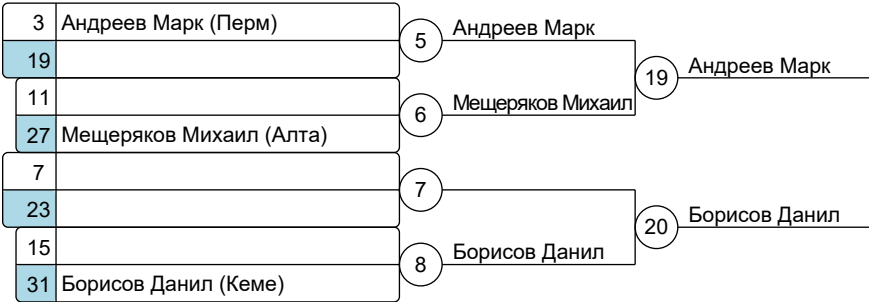 3 Андреев Марк (Перм)
19
5 Андреев Марк
11
27 Мещеряков Михаил (Алта)
6 Мещеряков Михаил
19 Андреев Марк
7
23
7
15
31 Борисов Данил (Кеме)
8 Борисов Данил
20 Борисов Данил